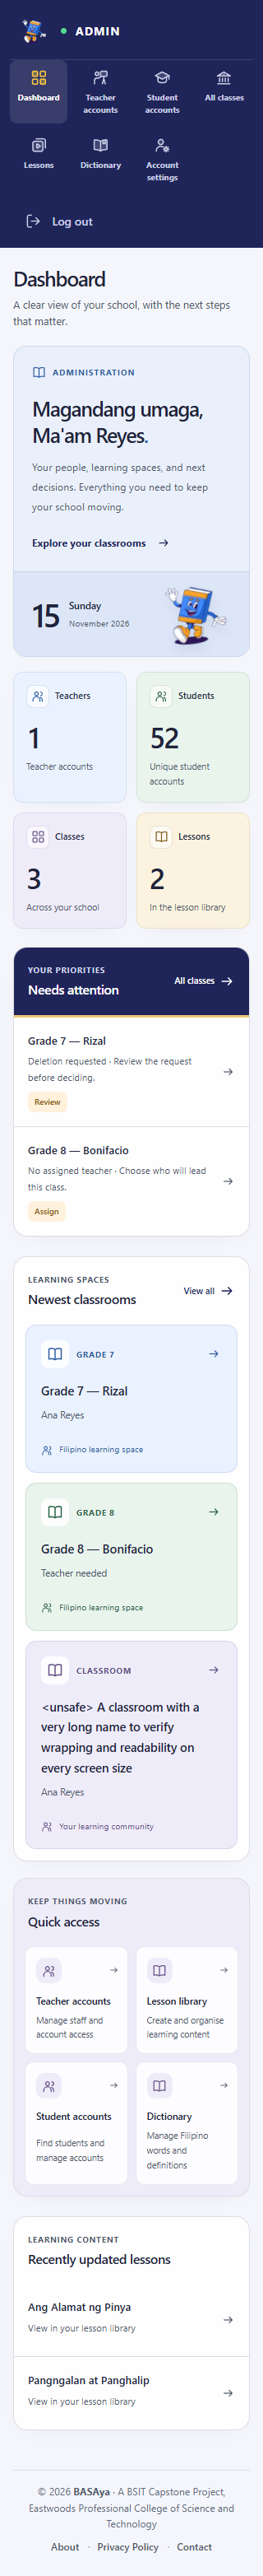 ADMIN
Dashboard
Teacher accounts
Student accounts
All classes
Lessons
Dictionary
Account settings
Log out
Dashboard
A clear view of your school, with the next steps
that matter.
ADMINISTRATION
Magandang umaga,
Ma'am Reyes.
Your people, learning spaces, and next
decisions. Everything you need to keep
your school moving.
Explore your classrooms
15
Sunday
November 2026
Teachers
1
Teacher accounts
Students
52
Unique student
accounts
Classes
3
Across your school
Lessons
2
In the lesson library
YOUR PRIORITIES
Needs attention
All classes
Grade 7 — Rizal
Deletion requested · Review the request
before deciding.
Review
Grade 8 — Bonifacio
No assigned teacher · Choose who will lead
this class.
Assign
LEARNING SPACES
Newest classrooms
View all
GRADE 7
Grade 7 — Rizal
Ana Reyes
Filipino learning space
GRADE 8
Grade 8 — Bonifacio
Teacher needed
Filipino learning space
CLASSROOM
<unsafe> A classroom with a
very long name to verify
wrapping and readability on
every screen size
Ana Reyes
Your learning community
KEEP THINGS MOVING
Quick access
Teacher accounts
Manage staff and
account access
Lesson library
Create and organise
learning content
Student accounts
Find students and
manage accounts
Dictionary
Manage Filipino
words and
definitions
LEARNING CONTENT
Recently updated lessons
Ang Alamat ng Pinya
View in your lesson library
Pangngalan at Panghalip
View in your lesson library
© 2026 BASAya · A BSIT Capstone Project,
Eastwoods Professional College of Science and
Technology
About · Privacy Policy · Contact